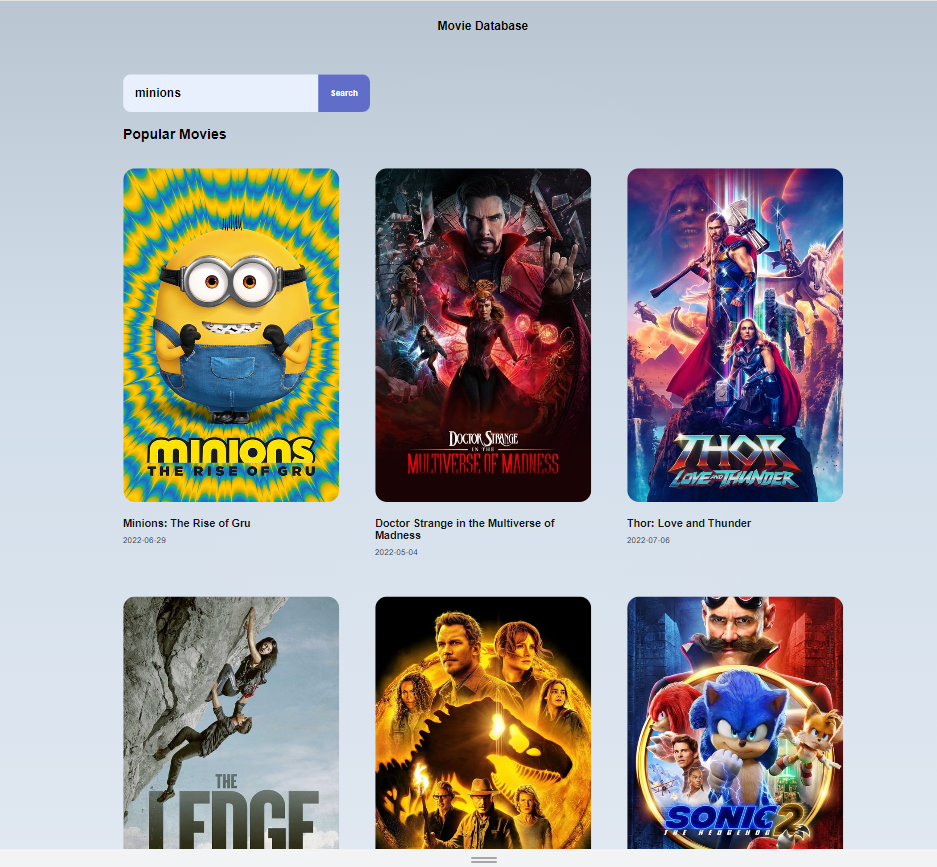 Movie Database
minions
Search
Popular Movies
minions
THE RISE OF GRU
DOCTOR STRANGE
IN THE
MULTIVERSE OF MADNESS
THOR
LOVE AND THUNDER
Minions: The Rise of Gru
2022-06-29
Doctor Strange in the Multiverse of
Madness
2022-05-04
Thor: Love and Thunder
2022-07-06
THE
LEDGE
SONIC 2
THE HEDGEHOG